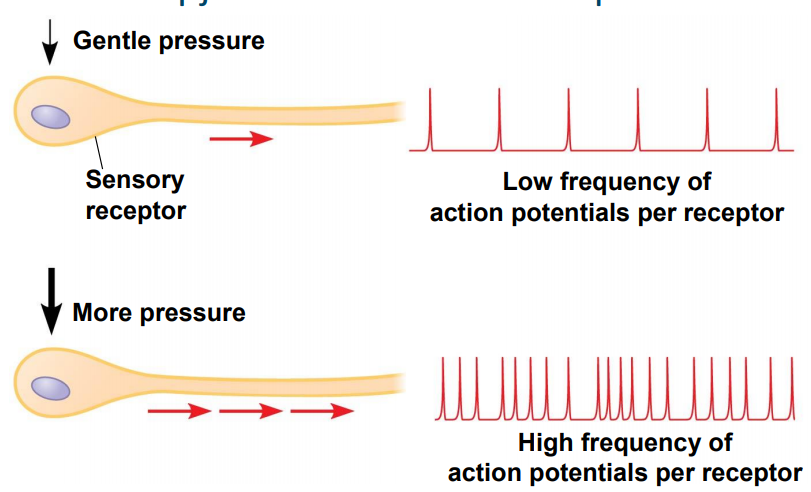 Gentle pressure
Sensory
receptor
Low frequency of
action potentials per receptor
More pressure
High frequency of
action potentials per receptor